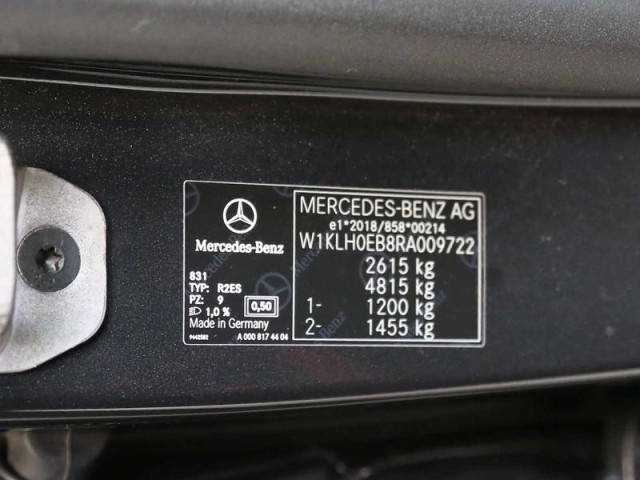 Mercedes-Benz
831
TYP: R2ES
PZ: 9
1,0 %
0,50
Made in Germany
9442582
A 000 817 44 04
MERCEDES-BENZ AG
e1*2018/858*00214
W1KLH0EB8RA009722
2615 kg
4815 kg
1- 1200 kg
2- 1455 kg